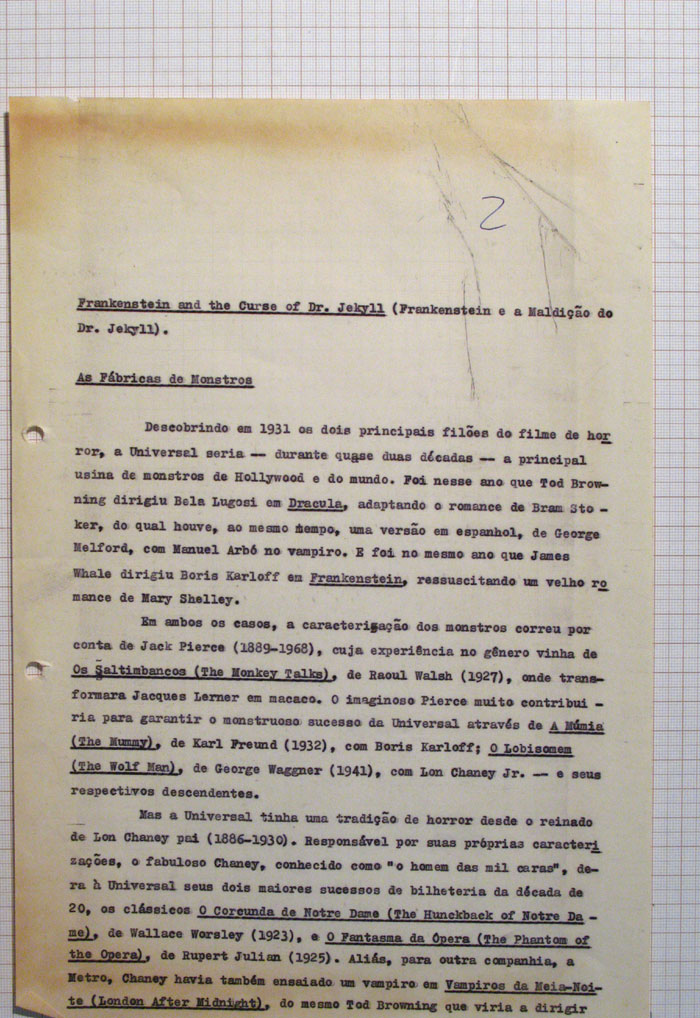 2
Frankenstein and the Curse of Dr. Jekyll (Frankenstein e a Maldição do
Dr. Jekyll).
As Fábricas de Monstros
Descobrindo em 1931 os dois principais filões do filme de hor
ror, a Universal seria -- durante quase duas décadas -- a principal
usina de monstros de Hollywood e do mundo. Foi nesse ano que Tod Brow-
ning dirigiu Bela Lugosi em Dracula, adaptando o romance de Bram Sto -
ker, do qual houve, ao mesmo tempo, uma versão em espanhol, de George
Melford, com Manuel Arbó no vampiro. E foi no mesmo ano que James
Whale dirigiu Boris Karloff em Frankenstein, ressuscitando um velho ro
mance de Mary Shelley.
Em ambos os casos, a caracterização dos monstros correu por
conta de Jack Pierce (1889-1968), cuja experiência no gênero vinha de
Os Saltimbancos (The Monkey Talks), de Raoul Walsh (1927), onde trans-
formara Jacques Lerner em macaco. O imaginoso Pierce muito contribui -
ria para garantir o monstruoso sucesso da Universal através de A Múmia
(The Mummy), de Karl Freund (1932), com Boris Karloff; O Lobisomem
(The Wolf Man), de George Waggner (1941), com Lon Chaney Jr. -- e seus
respectivos descendentes.
Mas a Universal tinha uma tradição de horror desde o reinado
de Lon Chaney pai (1886-1930). Responsável por suas próprias caracteri
zações, o fabuloso Chaney, conhecido como "o homem das mil caras", de-
ra à Universal seus dois maiores sucessos de bilheteria da década de
20, os clássicos O Corcunda de Notre Dame (The Hunckback of Notre Da -
me), de Wallace Worsley (1923), e O Fantasma da Ópera (The Phantom of
the Opera), de Rupert Julian (1925). Aliás, para outra companhia, a
Metro, Chaney havia também ensaiado um vampiro em Vampiros da Meia-Noi-
te (London After Midnight), do mesmo Tod Browning que viria a dirigir